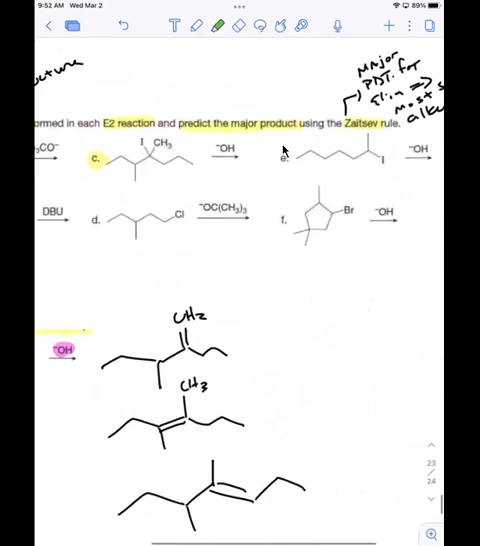 9:52 AM Wed Mar 2
89%
Major
PDT. for
Elim ⇒
most s
alke
ormed in each E2 reaction and predict the major product using the Zaitsev rule.
₃CO⁻
c.
I CH₃
⁻OH
e.
I
⁻OH
DBU
d.
Cl
⁻OC(CH₃)₃
f.
Br
⁻OH
CH₂
⁻OH
CH₃
23
/
24